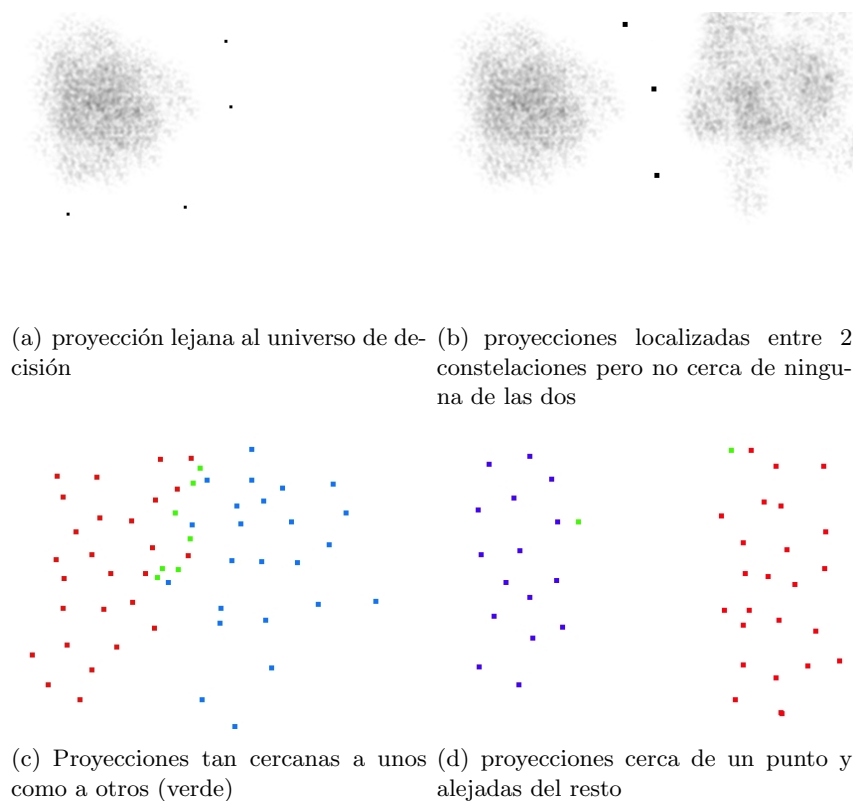 (a) proyección lejana al universo de de-
cisión
(b) proyecciones localizadas entre 2
constelaciones pero no cerca de ningu-
na de las dos
(c) Proyecciones tan cercanas a unos
como a otros (verde)
(d) proyecciones cerca de un punto y
alejadas del resto